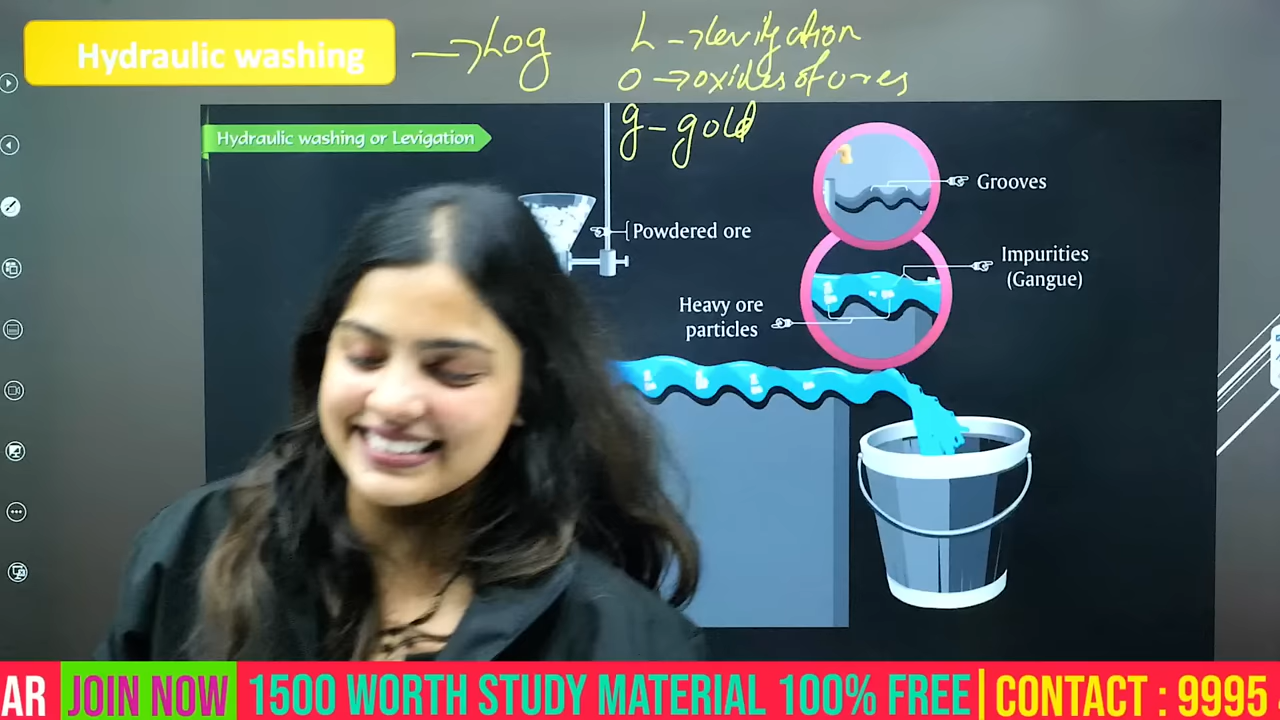 Hydraulic washing → Log
L → levigation
O → oxides of ores
g - gold
Hydraulic washing or Levigation
Grooves
Powdered ore
Impurities
(Gangue)
Heavy ore
particles
AR JOIN NOW 1500 WORTH STUDY MATERIAL 100% FREE | CONTACT : 9995